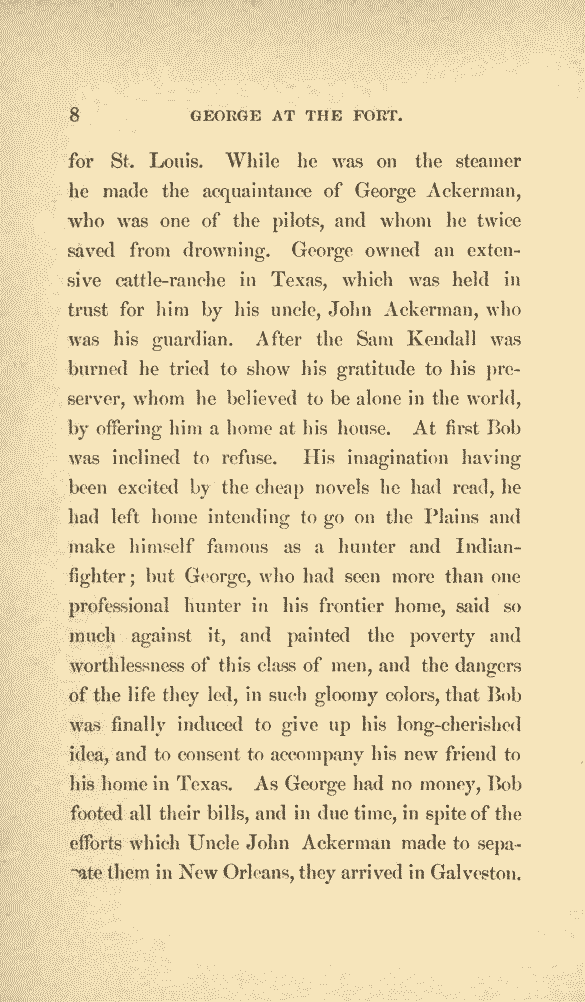 8 GEORGE AT THE FORT.
for St. Louis. While he was on the steamer
he made the acquaintance of George Ackerman,
who was one of the pilots, and whom he twice
saved from drowning. George owned an exten-
sive cattle-ranche in Texas, which was held in
trust for him by his uncle, John Ackerman, who
was his guardian. After the Sam Kendall was
burned he tried to show his gratitude to his pre-
server, whom he believed to be alone in the world,
by offering him a home at his house. At first Bob
was inclined to refuse. His imagination having
been excited by the cheap novels he had read, he
had left home intending to go on the Plains and
make himself famous as a hunter and Indian-
fighter; but George, who had seen more than one
professional hunter in his frontier home, said so
much against it, and painted the poverty and
worthlessness of this class of men, and the dangers
of the life they led, in such gloomy colors, that Bob
was finally induced to give up his long-cherished
idea, and to consent to accompany his new friend to
his home in Texas. As George had no money, Bob
footed all their bills, and in due time, in spite of the
efforts which Uncle John Ackerman made to sepa-
rate them in New Orleans, they arrived in Galveston.